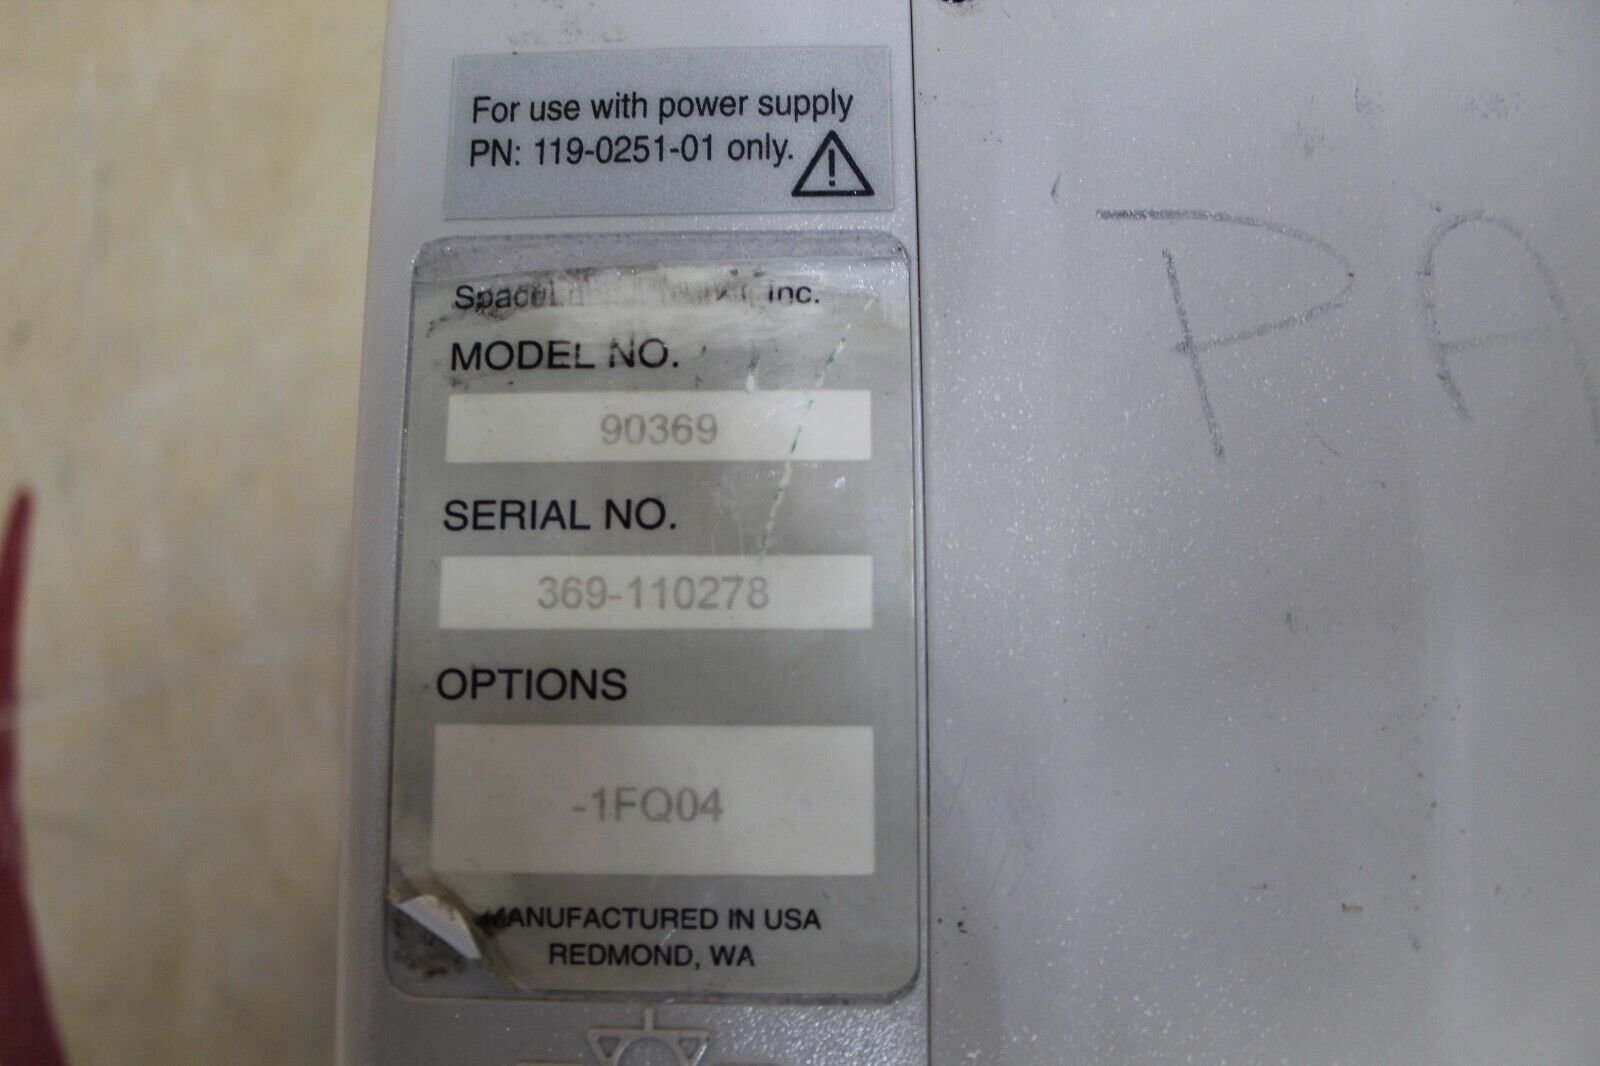 For use with power supply
PN: 119-0251-01 only.
Inc.
MODEL NO.
90369
SERIAL NO.
369-110278
OPTIONS
-1FQ04
MANUFACTURED IN USA
REDMOND, WA
PA